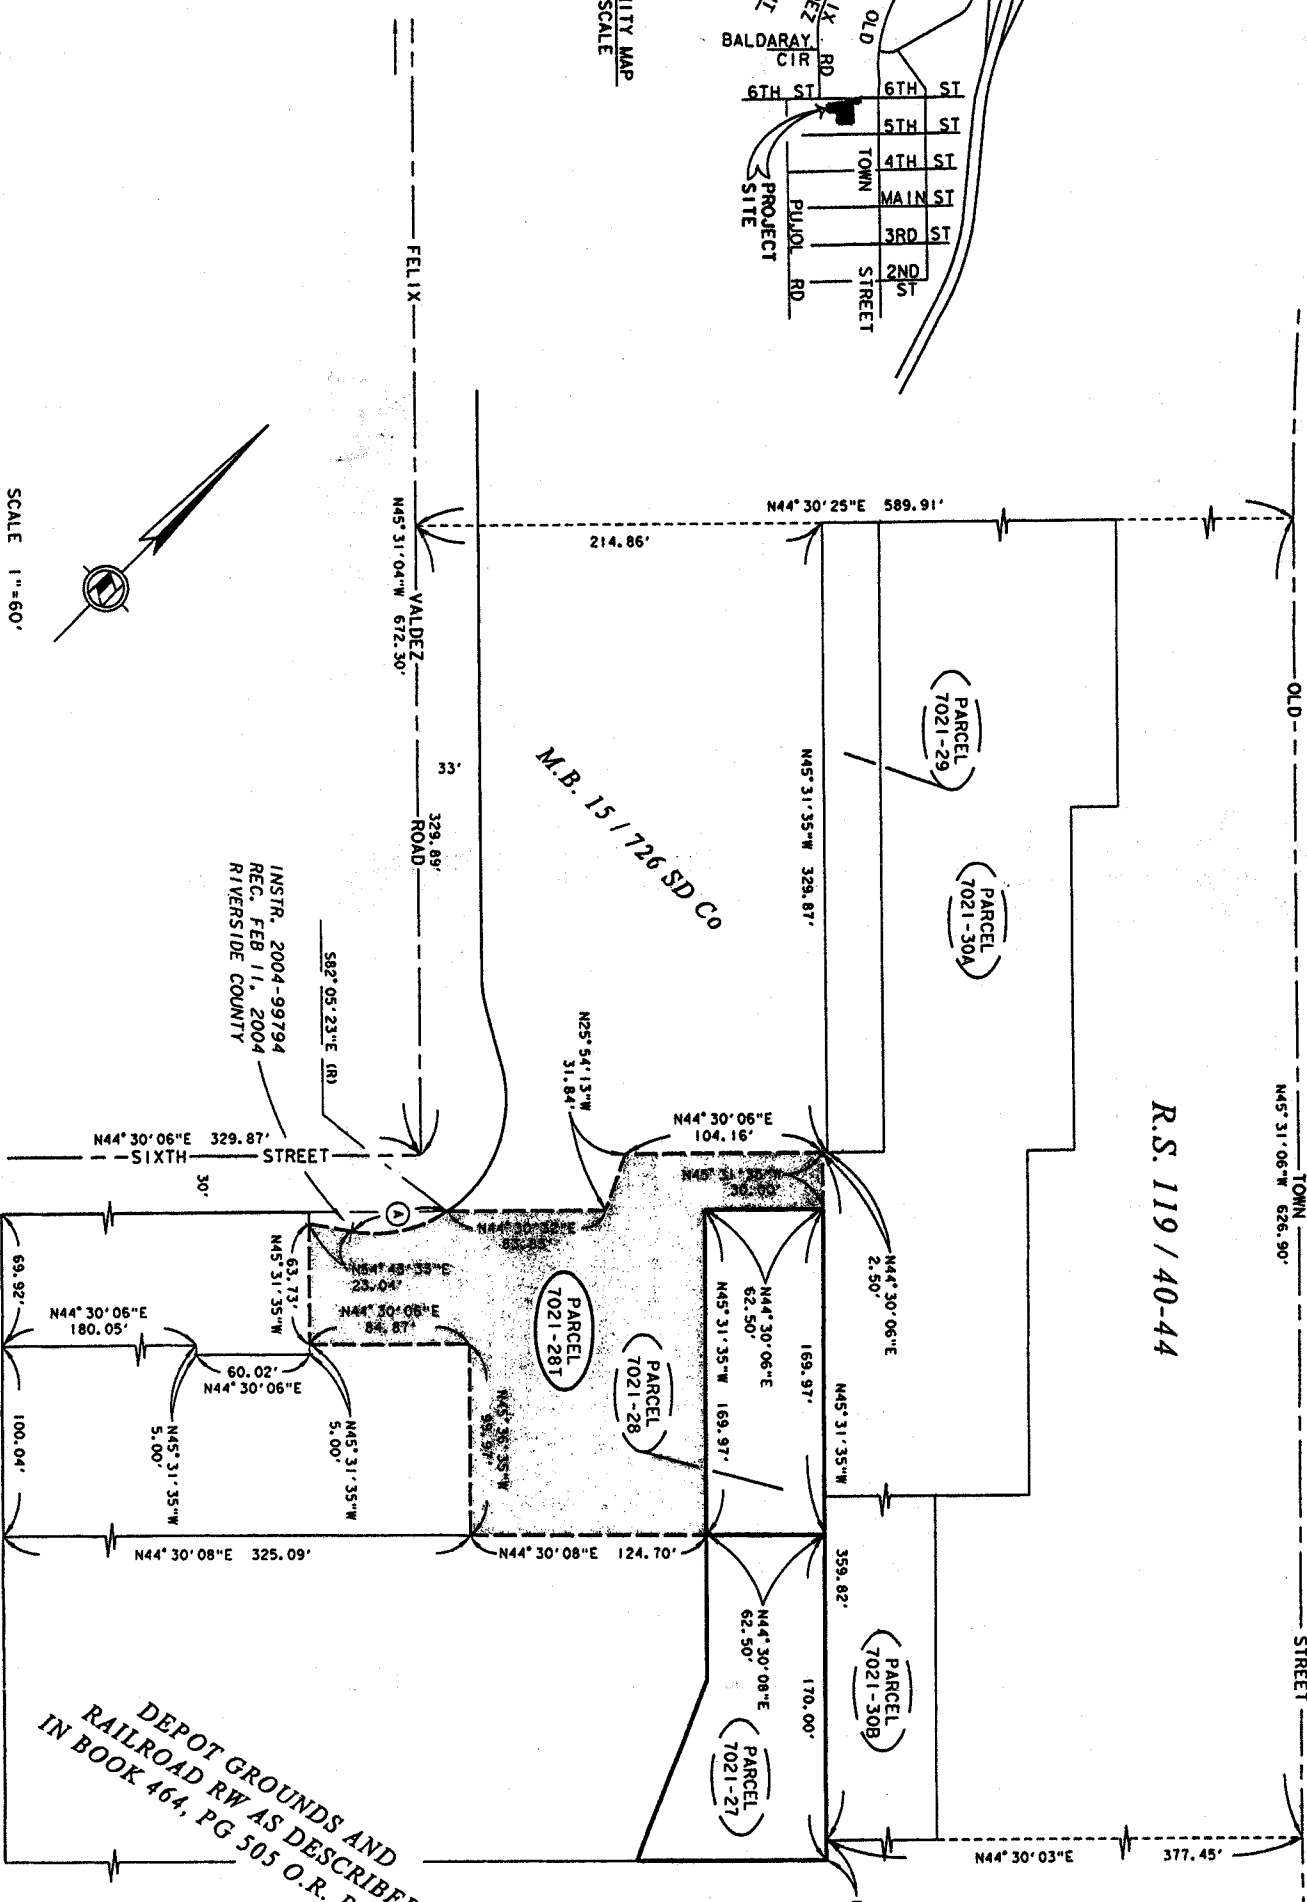 ITY MAP
SCALE
IX
EZ
RD
OLD
BALDARAY
CIR
6TH ST
6TH ST
5TH ST
4TH ST
MAIN ST
3RD ST
2ND
ST
TOWN
STREET
PUJOL
RD
PROJECT
SITE
FELIX
VALDEZ
ROAD
N45°31'04"W 672.30'
329.89'
33'
SCALE 1"=60'
N44°30'25"E 589.91'
214.86'
OLD
TOWN
STREET
N45°31'06"W 626.90'
R.S. 119 / 40-44
M.B. 15 / 726 SD CO
PARCEL
7021-29
PARCEL
7021-30A
N45°31'35"W 329.87'
INSTR. 2004-99794
REC. FEB 11, 2004
RIVERSIDE COUNTY
S82°05'23"E (R)
N25°54'13"W
31.84'
N44°30'06"E
104.16'
N44°30'06"E 329.87'
SIXTH STREET
30'
N45°31'35"W
30.00'
N44°30'06"E
2.50'
A
23.04'
N44°30'06"E
84.87'
63.73'
N45°31'35"W
69.92'
N44°30'06"E
180.05'
60.02'
N44°30'06"E
N45°31'35"W
5.00'
N45°31'35"W
5.00'
100.04'
N44°30'08"E 325.09'
PARCEL
7021-28T
PARCEL
7021-28
N45°31'35"W 169.97'
N44°30'06"E
62.50'
169.97'
N45°31'35"W
359.82'
N44°30'08"E 124.70'
N44°30'08"E
62.50'
170.00'
PARCEL
7021-27
PARCEL
7021-30B
N44°30'03"E 377.45'
DEPOT GROUNDS AND
RAILROAD RW AS DESCRIBED
IN BOOK 464, PG 505 O.R.